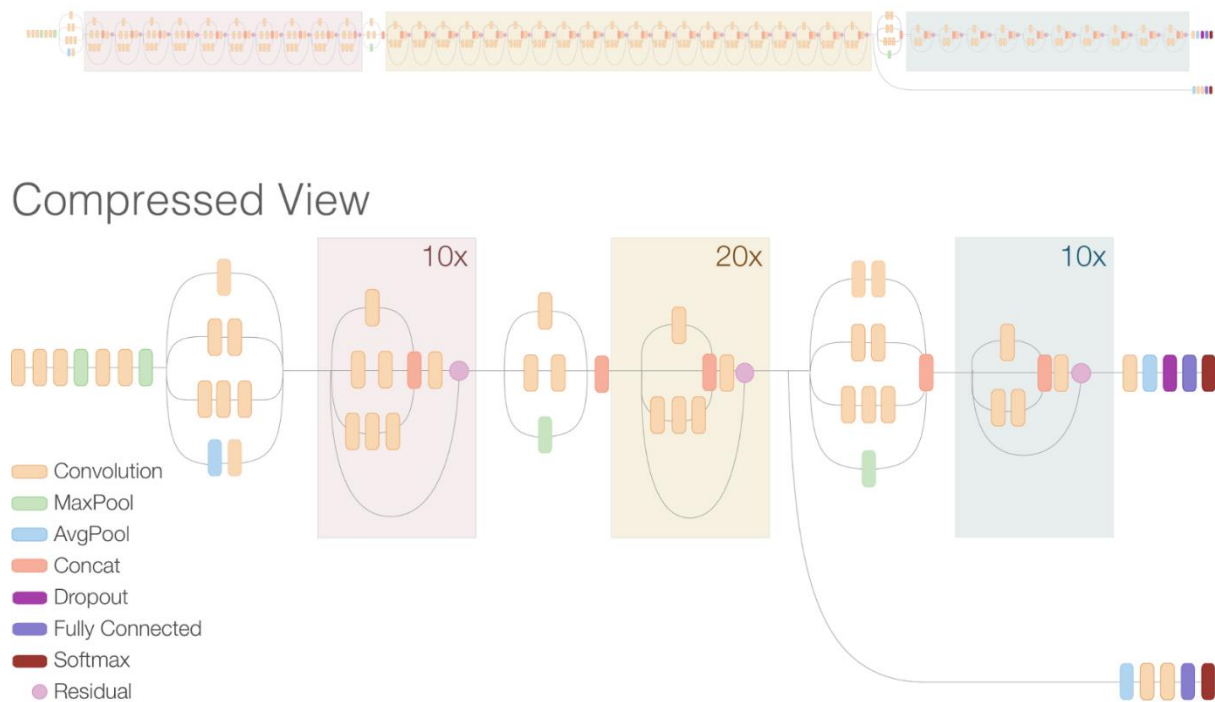 Compressed View
10x
20x
10x
Convolution
MaxPool
AvgPool
Concat
Dropout
Fully Connected
Softmax
Residual